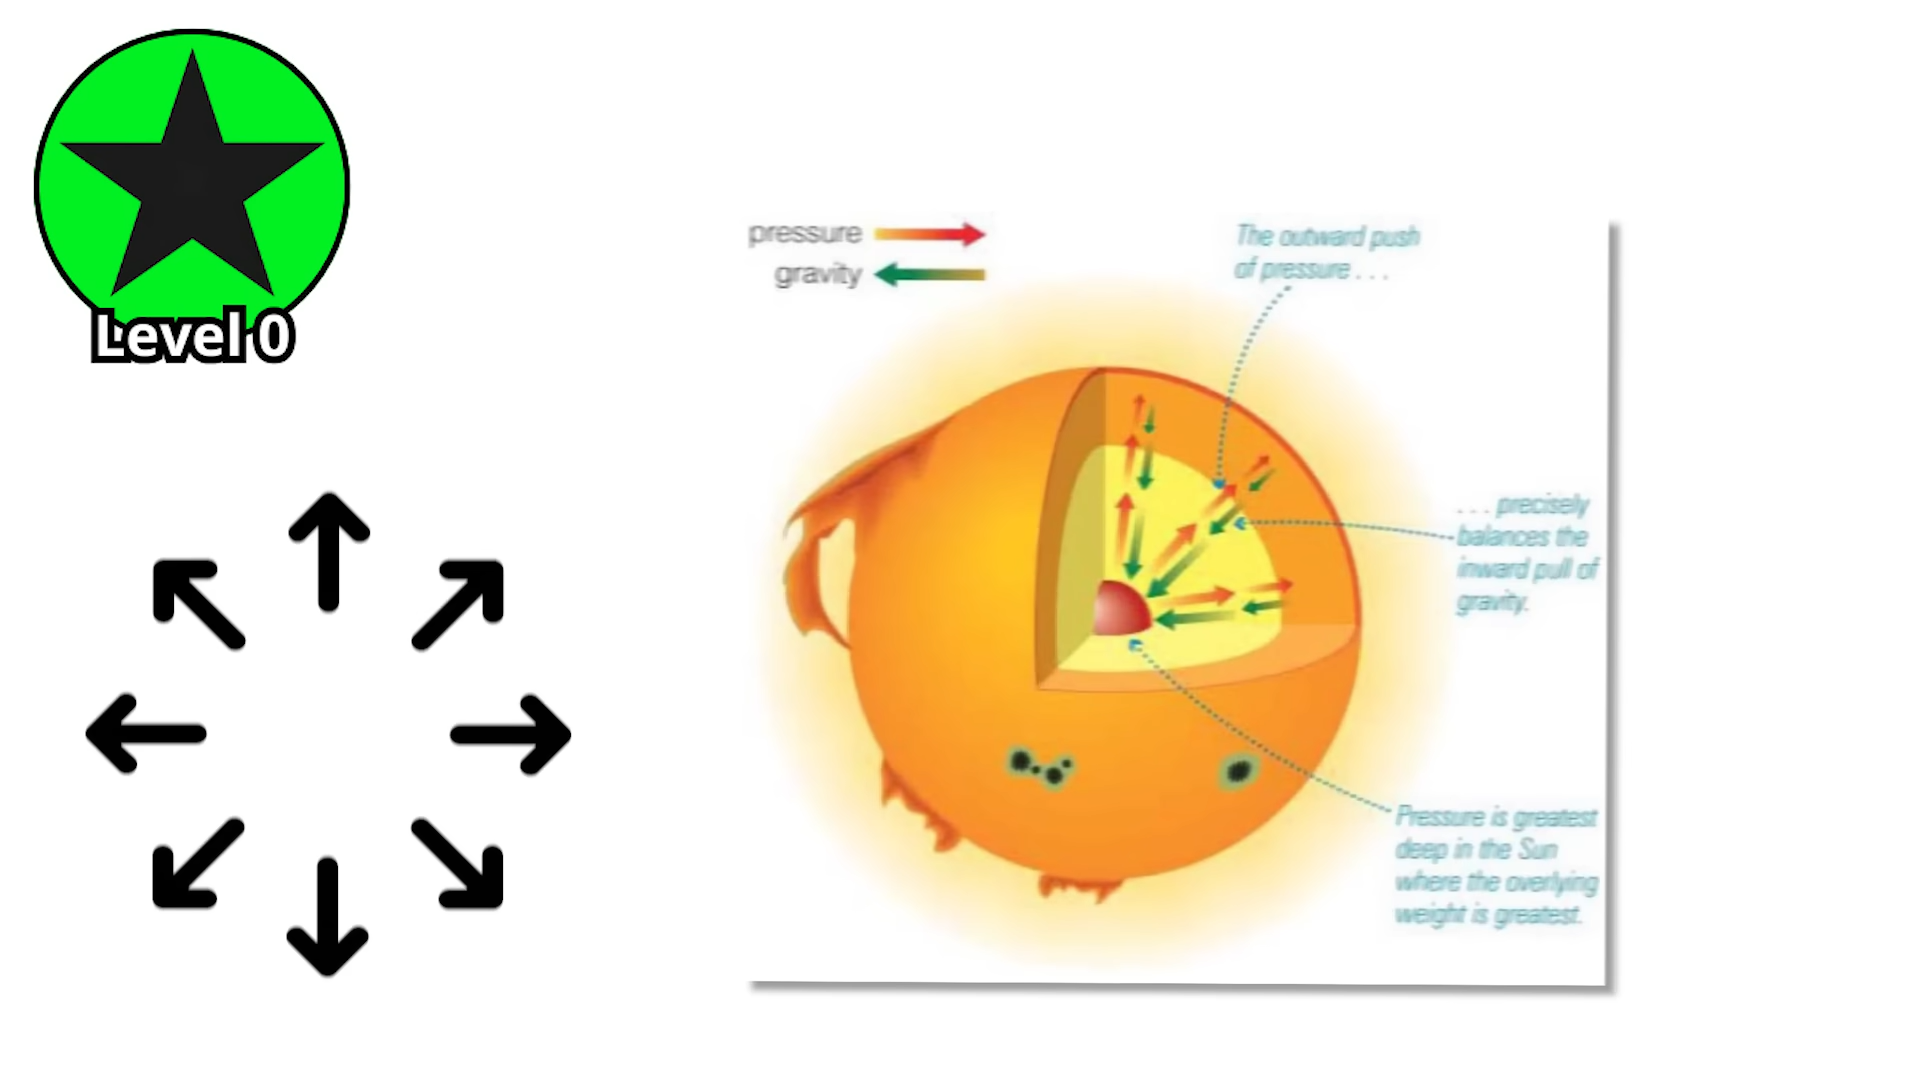 Level 0
pressure
gravity
The outward push
of pressure . . .
. . . precisely
balances the
inward pull of
gravity.
Pressure is greatest
deep in the Sun
where the overlying
weight is greatest.